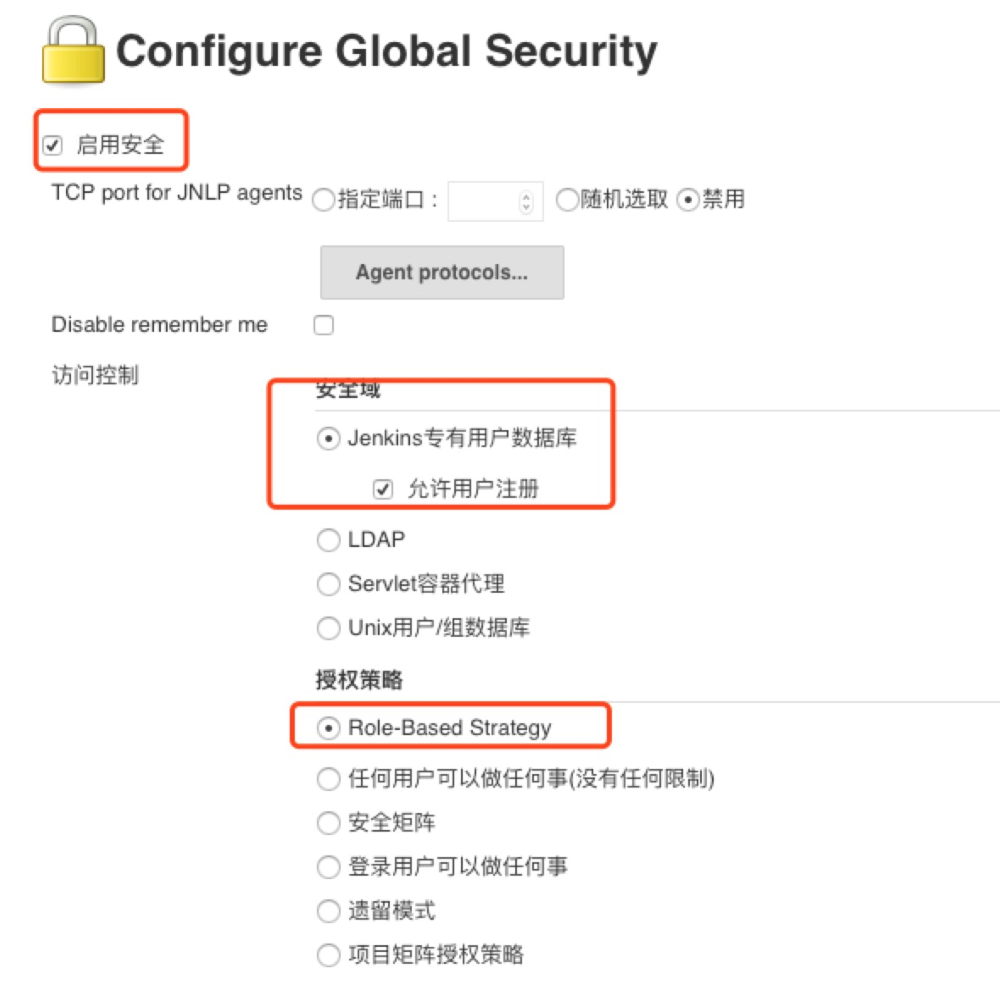 Configure Global Security
启用安全
TCP port for JNLP agents 指定端口： 随机选取 禁用
Agent protocols...
Disable remember me
访问控制
安全域
Jenkins专有用户数据库
允许用户注册
LDAP
Servlet容器代理
Unix用户/组数据库
授权策略
Role-Based Strategy
任何用户可以做任何事(没有任何限制)
安全矩阵
登录用户可以做任何事
遗留模式
项目矩阵授权策略